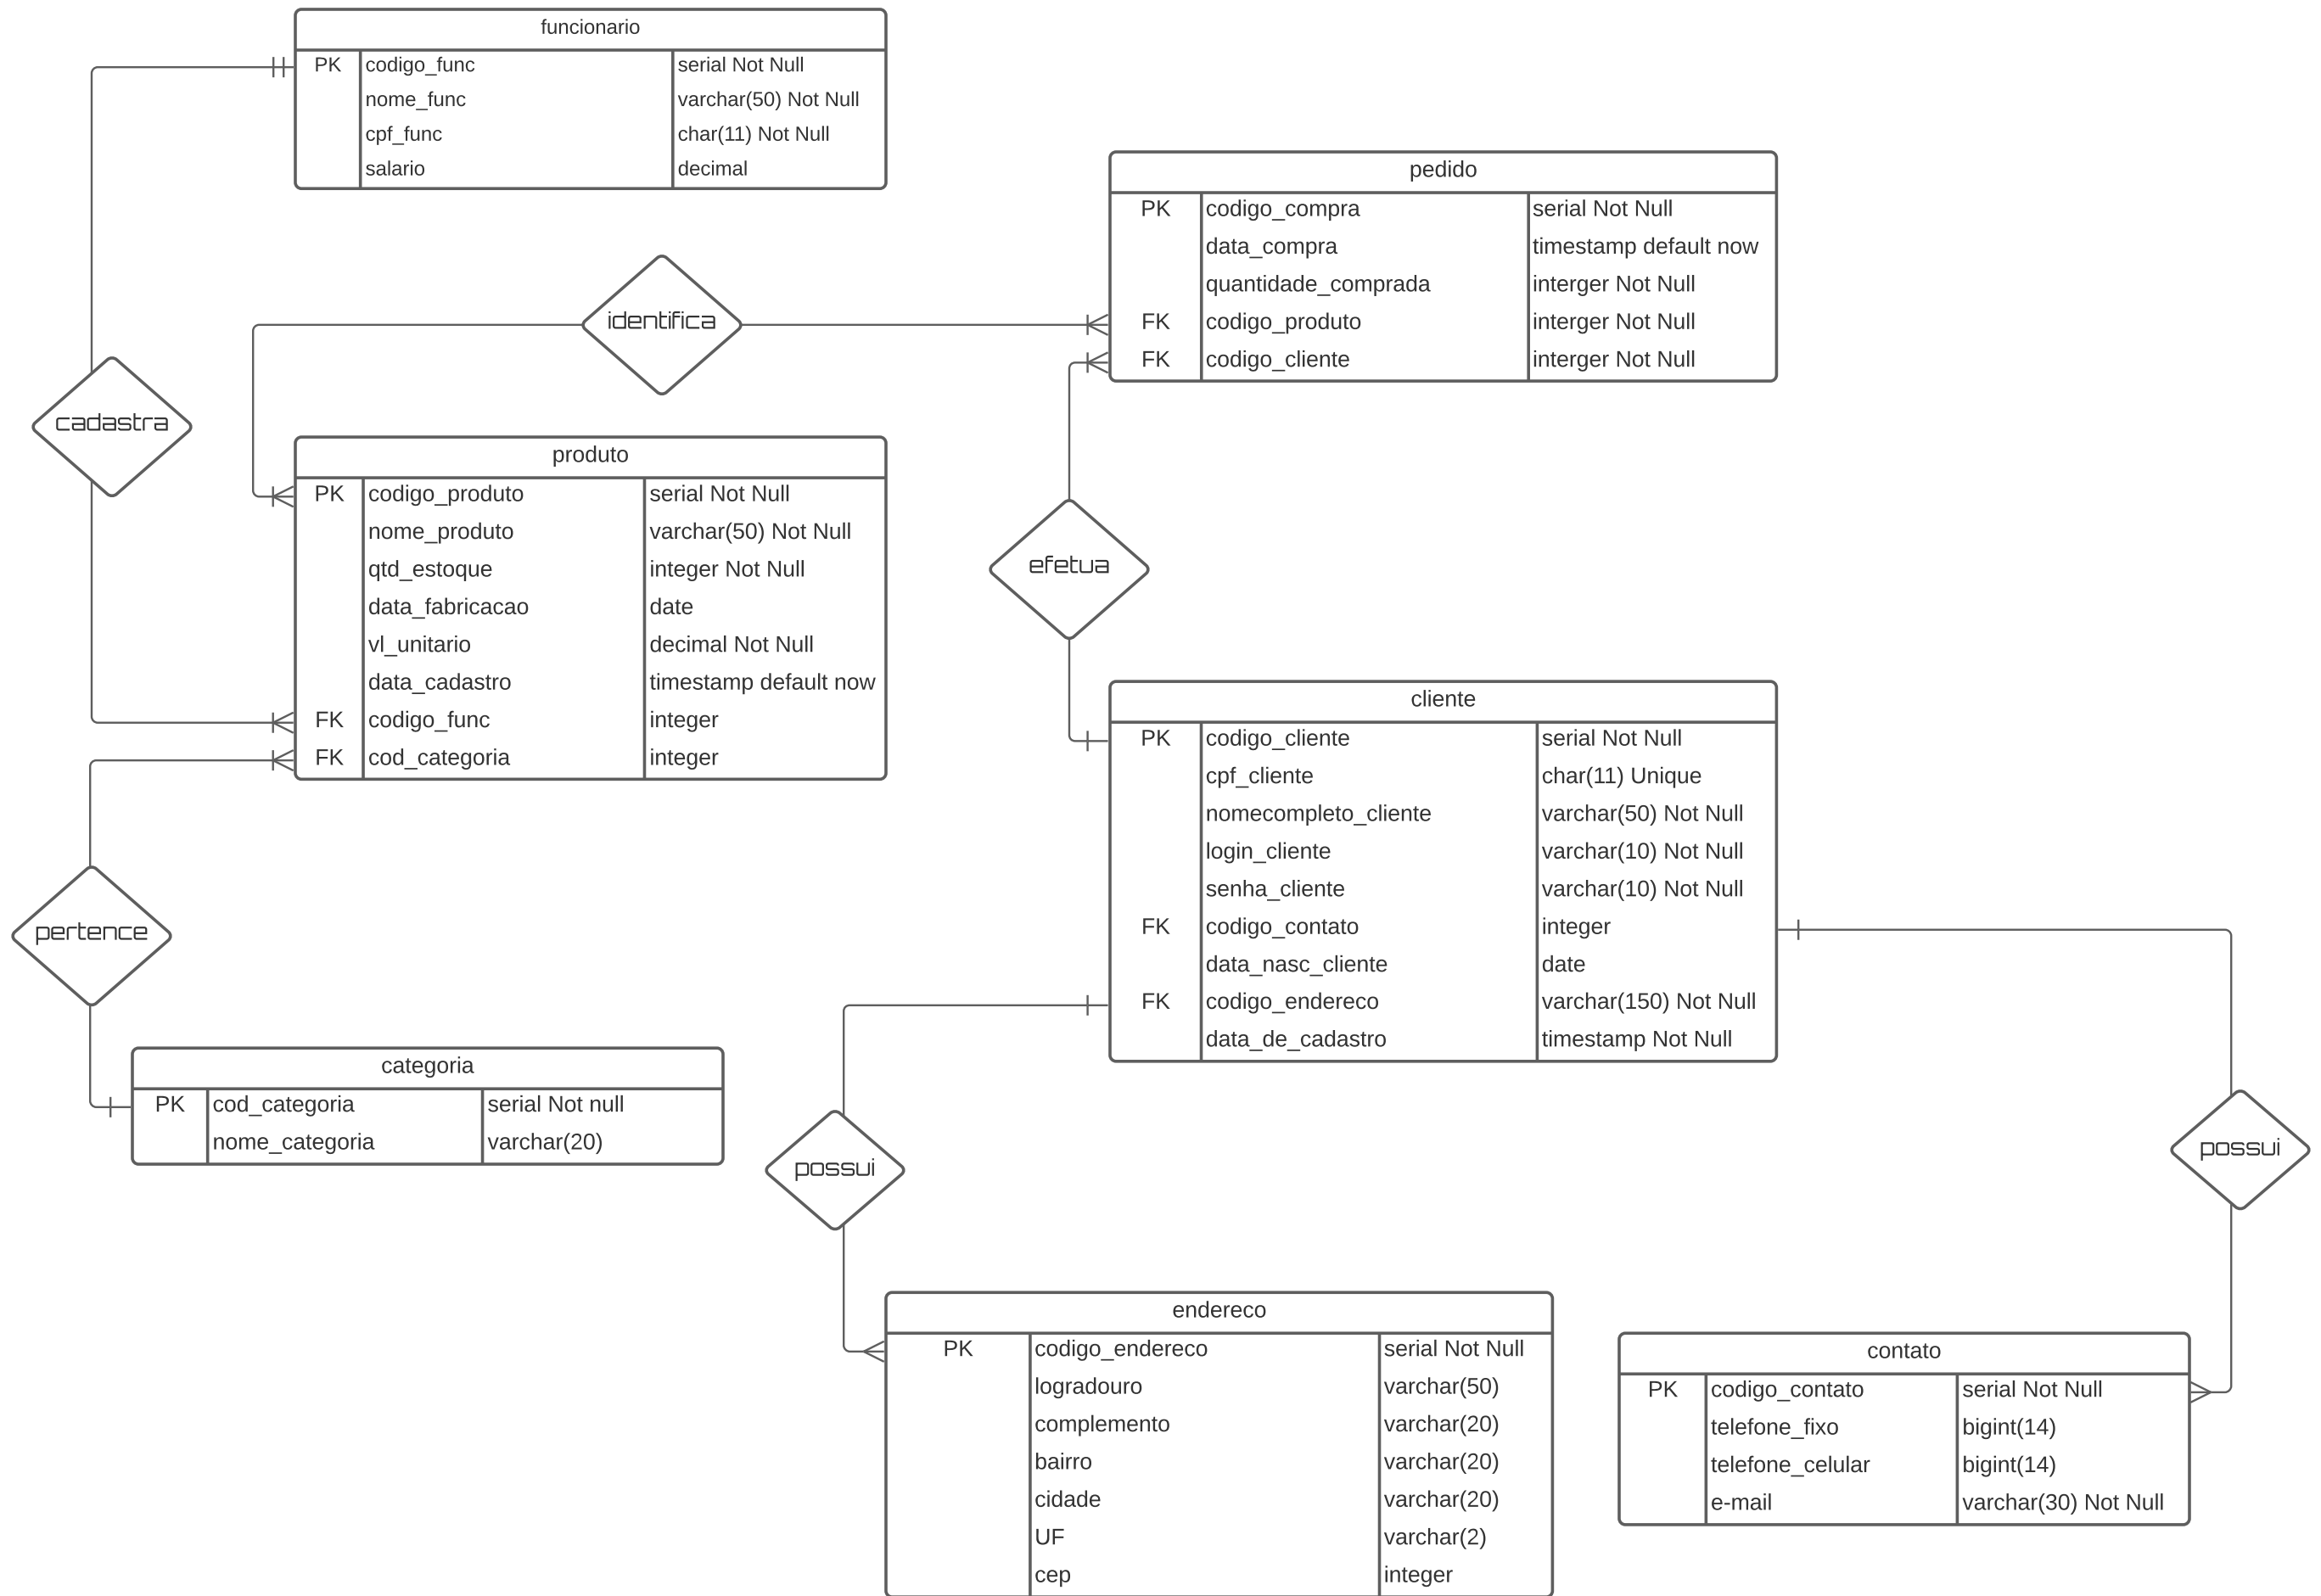 funcionario
PK codigo_func serial Not Null
nome_func varchar(50) Not Null
cpf_func char(11) Not Null
salario decimal
pedido
PK codigo_compra serial Not Null
data_compra timestamp default now
quantidade_comprada interger Not Null
FK codigo_produto interger Not Null
FK codigo_cliente interger Not Null
identifica
cadastra
produto
PK codigo_produto serial Not Null
nome_produto varchar(50) Not Null
qtd_estoque integer Not Null
data_fabricacao date
vl_unitario decimal Not Null
data_cadastro timestamp default now
FK codigo_func integer
FK cod_categoria integer
efetua
cliente
PK codigo_cliente serial Not Null
cpf_cliente char(11) Unique
nomecompleto_cliente varchar(50) Not Null
login_cliente varchar(10) Not Null
senha_cliente varchar(10) Not Null
FK codigo_contato integer
data_nasc_cliente date
FK codigo_endereco varchar(150) Not Null
data_de_cadastro timestamp Not Null
pertence
categoria
PK cod_categoria serial Not null
nome_categoria varchar(20)
possui
possui
endereco
PK codigo_endereco serial Not Null
logradouro varchar(50)
complemento varchar(20)
bairro varchar(20)
cidade varchar(20)
UF varchar(2)
cep integer
contato
PK codigo_contato serial Not Null
telefone_fixo bigint(14)
telefone_celular bigint(14)
e-mail varchar(30) Not Null